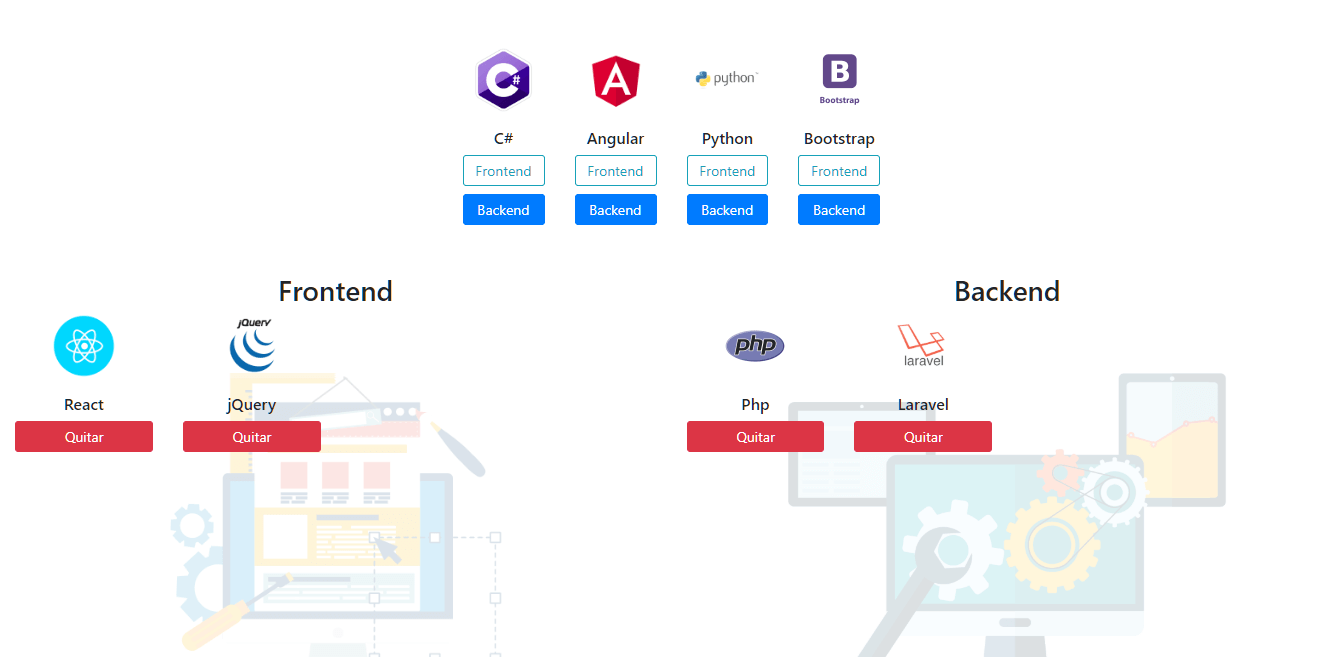 C#
python
B
Bootstrap
C# Angular Python Bootstrap
Frontend Frontend Frontend Frontend
Backend Backend Backend Backend
Frontend Backend
jQuery php laravel
React jQuery Php Laravel
Quitar Quitar Quitar Quitar